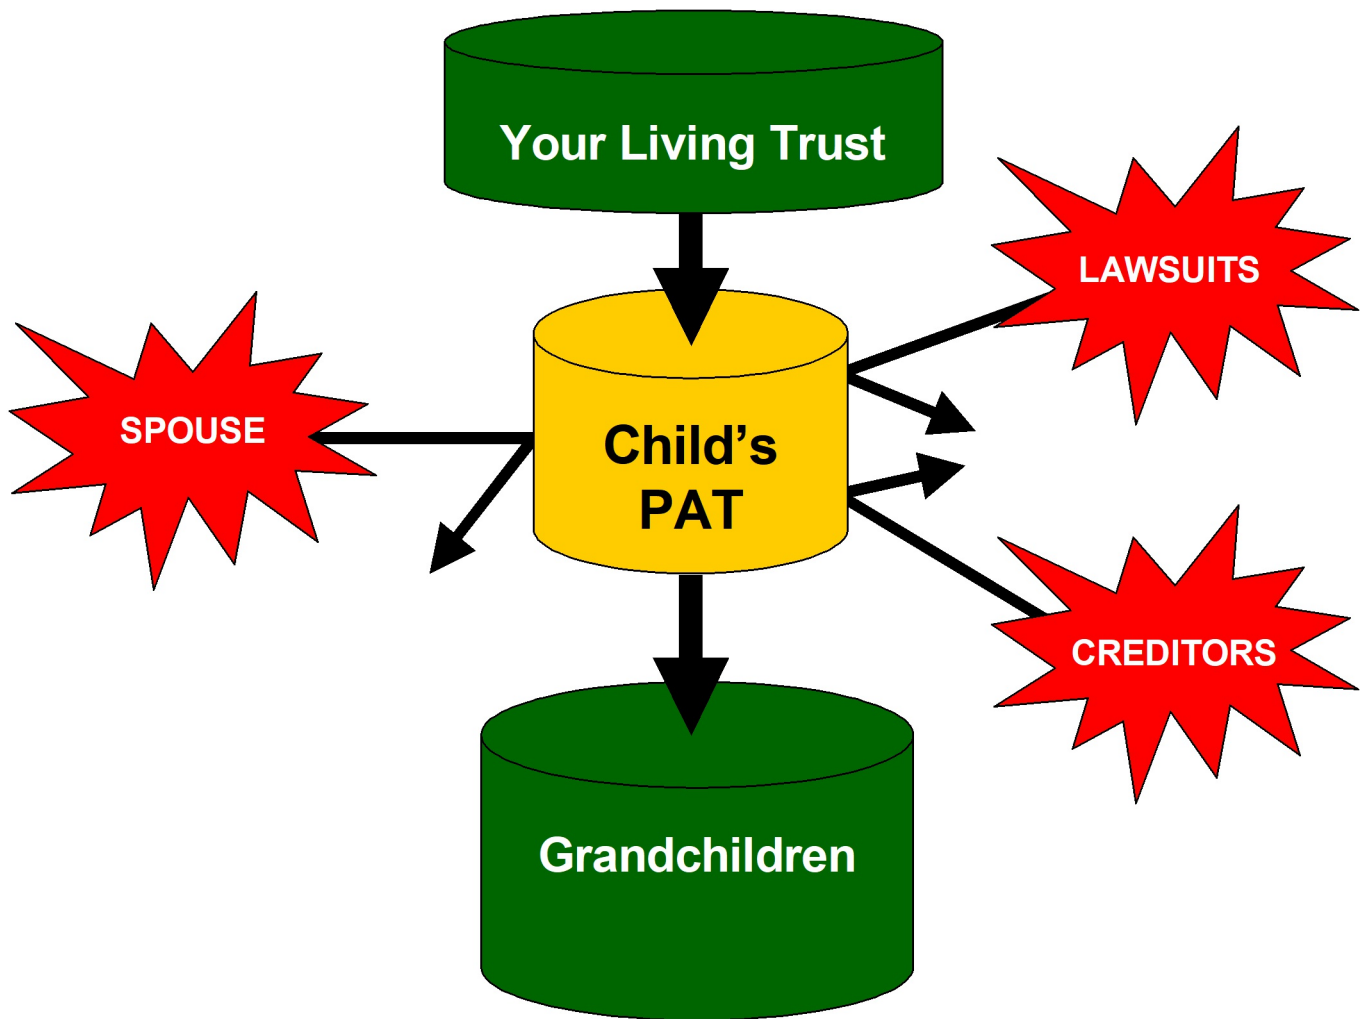 Your Living Trust
LAWSUITS
SPOUSE
Child’s
PAT
CREDITORS
Grandchildren